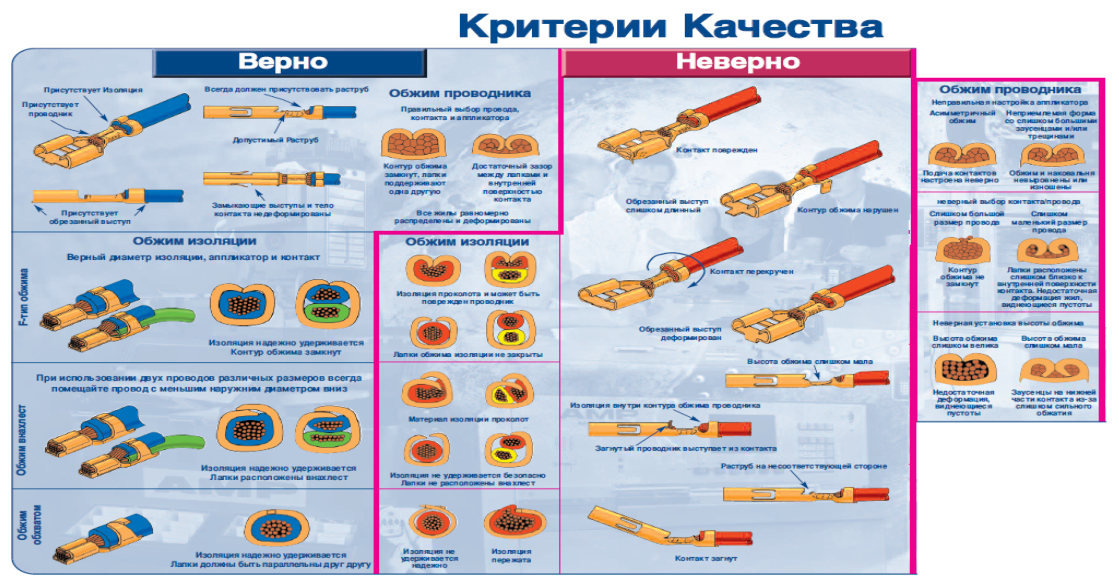 Критерии Качества
Верно
Присутствует Изоляция
Присутствует
проводник
Всегда должен присутствовать раструб
Допустимый Раструб
Присутствует
обрезанный выступ
Замыкающие выступы и тело
контакта недеформированы
Обжим проводника
Правильный выбор провода,
контакта и аппликатора
Контур обжима
замкнут, лапки
поддерживают
одна другую
Достаточный зазор
между лапками и
внутренней
поверхностью
контакта
Все жилы равномерно
распределены и деформированы
F-тип обжима
Обжим изоляции
Верный диаметр изоляции, аппликатор и контакт
Изоляция надежно удерживается
Контур обжима замкнут
Обжим внахлест
При использовании двух проводов различных размеров всегда
помещайте провод с меньшим наружним диаметром вниз
Изоляция надежно удерживается
Лапки расположены внахлест
Обжим
обхватом
Изоляция надежно удерживается
Лапки должны быть параллельны друг другу
Неверно
Обжим изоляции
Изоляция проколота и может быть
поврежден проводник
Лапки обжима изоляции не закрыты
Материал изоляции проколот
Изоляция не удерживается безопасно
Лапки не расположены внахлест
Изоляция не
удерживается
надежно
Изоляция
пережата
Контакт поврежден
Обрезанный выступ
слишком длинный
Контур обжима нарушен
Контакт перекручен
Обрезанный выступ
деформирован
Высота обжима слишком мала
Изоляция внутри контура обжима проводника
Загнутый проводник выступает из контакта
Раструб на несоответствующей стороне
Контакт загнут
Обжим проводника
Неправильная настройка аппликатора
Асимметричный
обжим
Неприемлемая форма
со слишком большими
заусенцами и/или
трещинами
Подача контактов
настроена неверно
Обжим и наковальня
невыровнены или
изношены
неверный выбор контакта/провода
Слишком большой
размер провода
Слишком
маленький размер
провода
Контур
обжима не
замкнут
Лапки расположены
слишком близко к
внутренней поверхности
контакта. Недостаточная
деформация жил,
виднеющиеся пустоты
Неверная установка высоты обжима
Высота обжима
слишком велика
Высота обжима
слишком мала
Недостаточная
деформация,
виднеющиеся
пустоты
Заусенцы на нижней
части контакта из-за
слишком сильного
обжатия
AMP